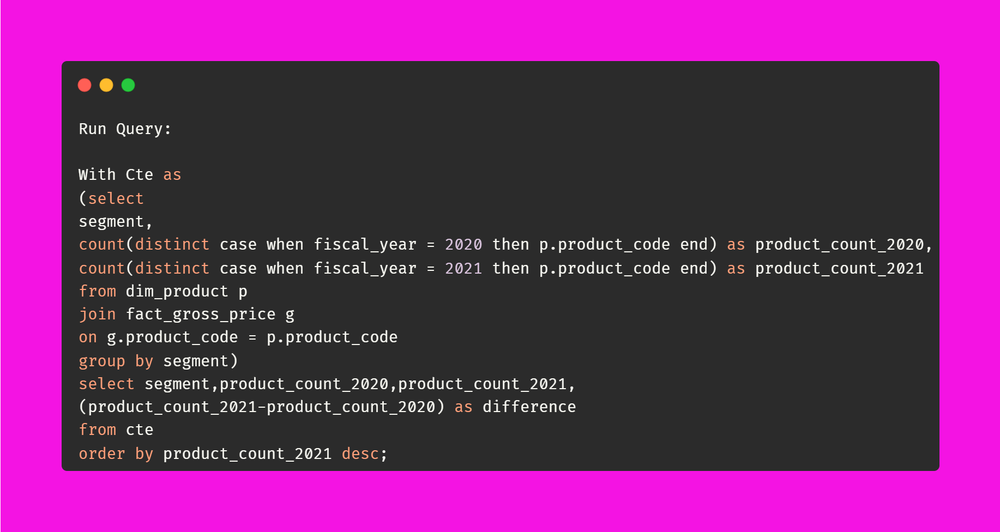 Run Query:
With Cte as
(select
segment,
count(distinct case when fiscal_year = 2020 then p.product_code end) as product_count_2020,
count(distinct case when fiscal_year = 2021 then p.product_code end) as product_count_2021
from dim_product p
join fact_gross_price g
on g.product_code = p.product_code
group by segment)
select segment,product_count_2020,product_count_2021,
(product_count_2021-product_count_2020) as difference
from cte
order by product_count_2021 desc;